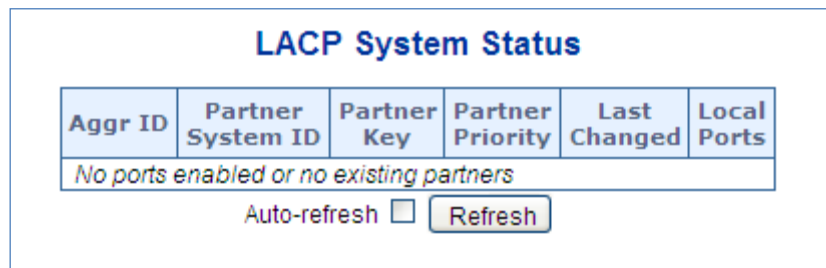 LACP System Status
Aggr ID Partner System ID Partner Key Partner Priority Last Changed Local Ports
No ports enabled or no existing partners
Auto-refresh Refresh